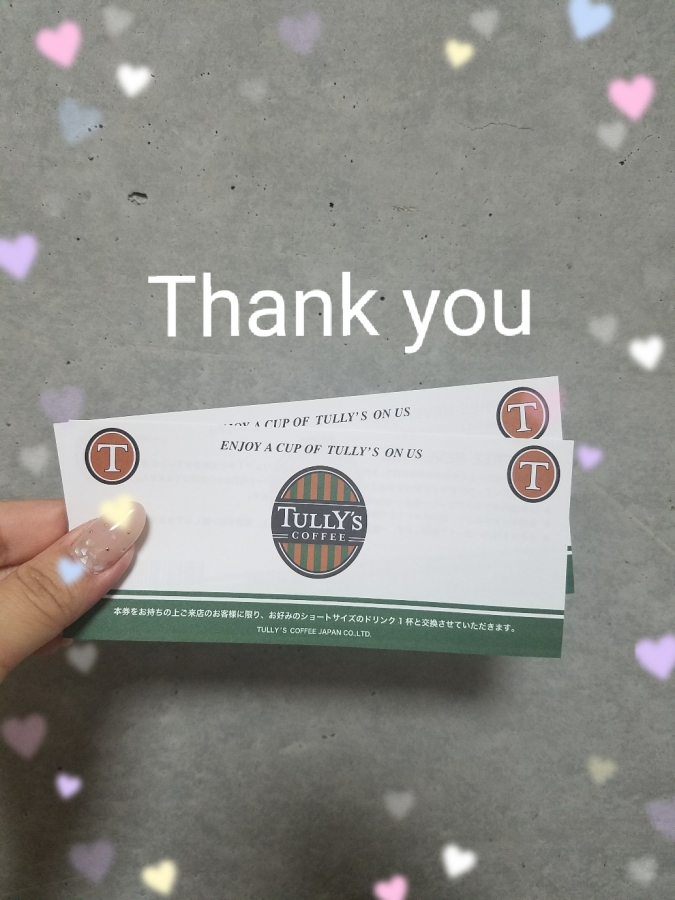 Thank you
A CUP OF TULLY'S ON US
T
ENJOY A CUP OF TULLY'S ON US
T
T
TULLY'S
COFFEE
本券をお持ちの上ご来店のお客様に限り、お好みのショートサイズのドリンク1杯と交換させていただきます。
TULLY'S COFFEE JAPAN CO.,LTD.